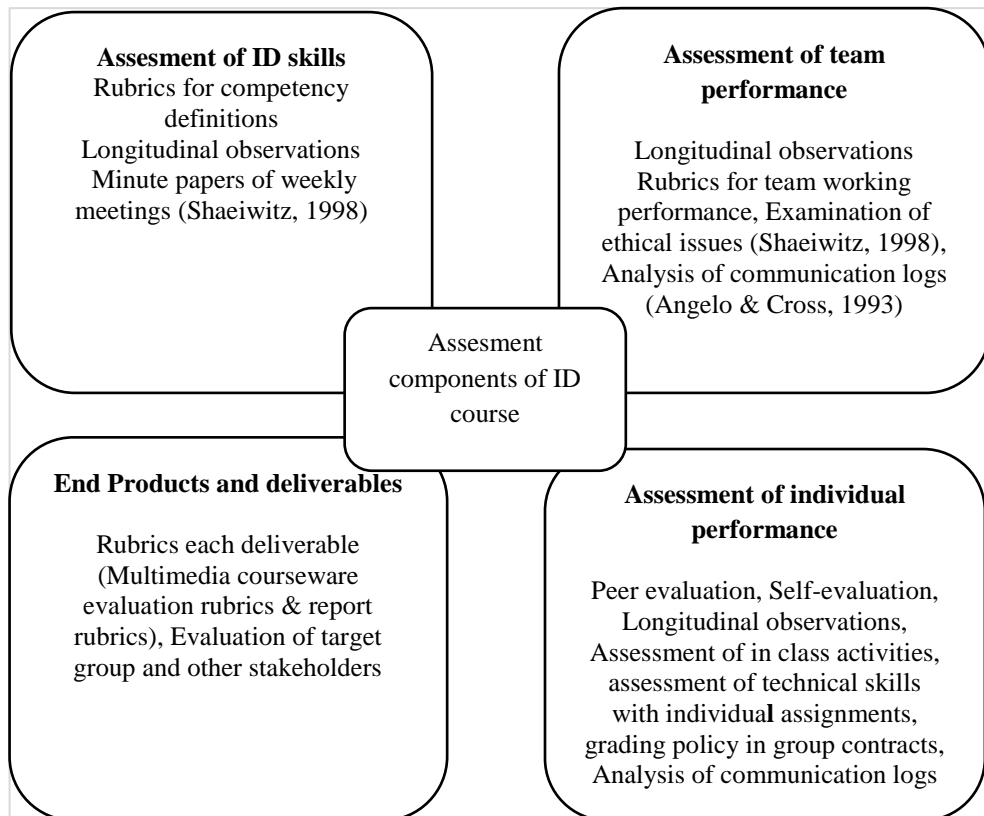 Assesment of ID skills
Rubrics for competency
definitions
Longitudinal observations
Minute papers of weekly
meetings (Shaeiwitz, 1998)
Assessment of team
performance
Longitudinal observations
Rubrics for team working
performance, Examination of
ethical issues (Shaeiwitz, 1998),
Analysis of communication logs
(Angelo & Cross, 1993)
Assesment
components of ID
course
End Products and deliverables
Rubrics each deliverable
(Multimedia courseware
evaluation rubrics & report
rubrics), Evaluation of target
group and other stakeholders
Assessment of individual
performance
Peer evaluation, Self-evaluation,
Longitudinal observations,
Assessment of in class activities,
assessment of technical skills
with individual assignments,
grading policy in group contracts,
Analysis of communication logs